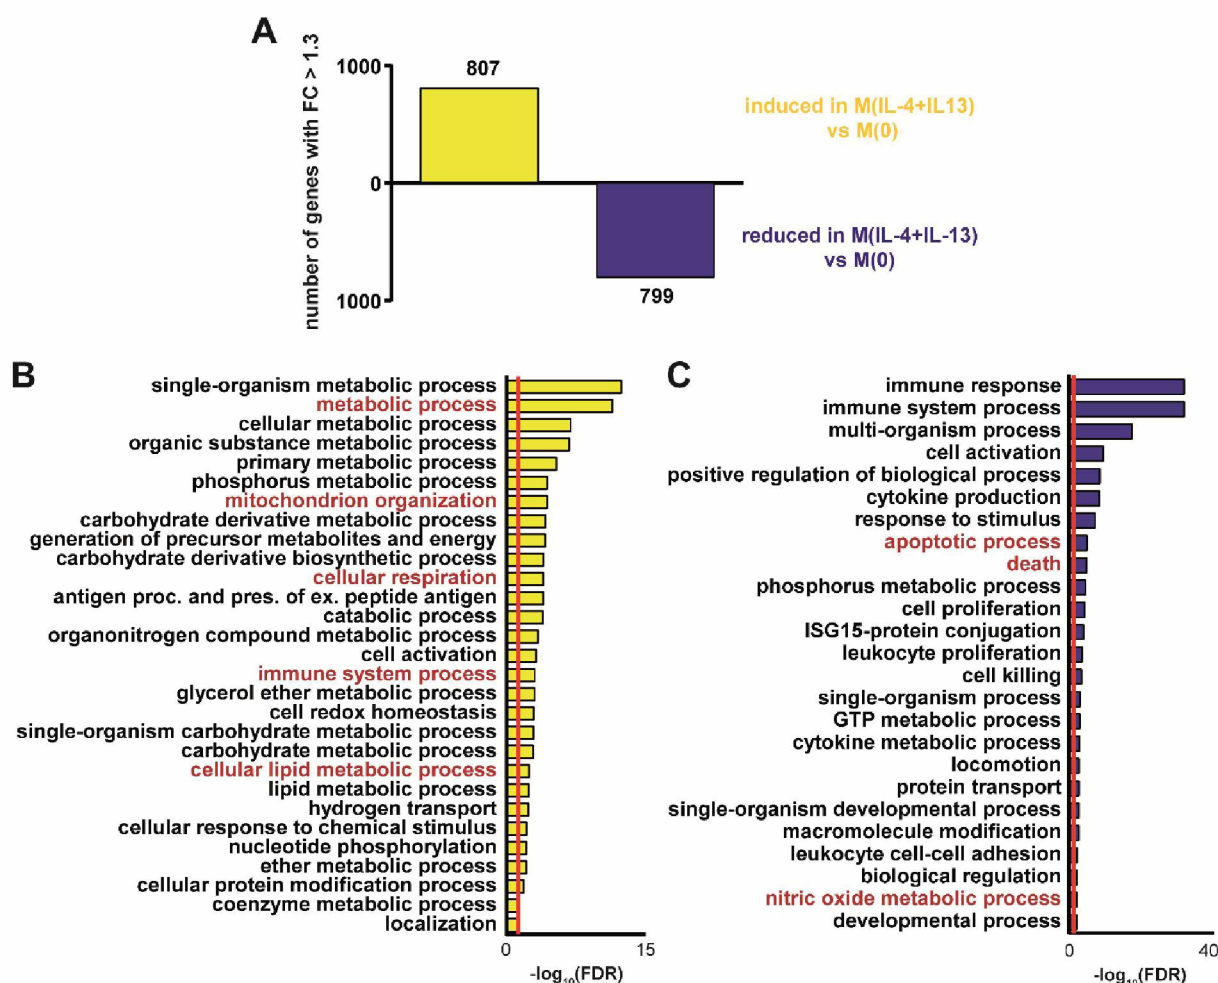 A
number of genes with FC > 1.3
1000
0
1000
807
799
induced in M(IL-4+IL13)
vs M(0)
reduced in M(IL-4+IL-13)
vs M(0)
B
single-organism metabolic process
metabolic process
cellular metabolic process
organic substance metabolic process
primary metabolic process
phosphorus metabolic process
mitochondrion organization
carbohydrate derivative metabolic process
generation of precursor metabolites and energy
carbohydrate derivative biosynthetic process
cellular respiration
antigen proc. and pres. of ex. peptide antigen
catabolic process
organonitrogen compound metabolic process
cell activation
immune system process
glycerol ether metabolic process
cell redox homeostasis
single-organism carbohydrate metabolic process
carbohydrate metabolic process
cellular lipid metabolic process
lipid metabolic process
hydrogen transport
cellular response to chemical stimulus
nucleotide phosphorylation
ether metabolic process
cellular protein modification process
coenzyme metabolic process
localization
0
15
-log₁₀(FDR)
C
immune response
immune system process
multi-organism process
cell activation
positive regulation of biological process
cytokine production
response to stimulus
apoptotic process
death
phosphorus metabolic process
cell proliferation
ISG15-protein conjugation
leukocyte proliferation
cell killing
single-organism process
GTP metabolic process
cytokine metabolic process
locomotion
protein transport
single-organism developmental process
macromolecule modification
leukocyte cell-cell adhesion
biological regulation
nitric oxide metabolic process
developmental process
0
40
-log₁₀(FDR)